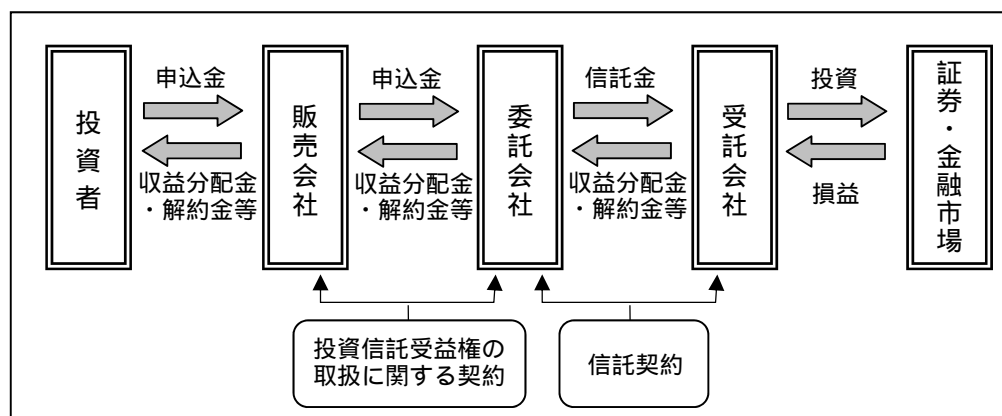 投資者
申込金
収益分配金
・解約金等
販売会社
申込金
収益分配金
・解約金等
委託会社
信託金
収益分配金
・解約金等
受託会社
投資
損益
証券・金融市場
投資信託受益権の
取扱に関する契約
信託契約